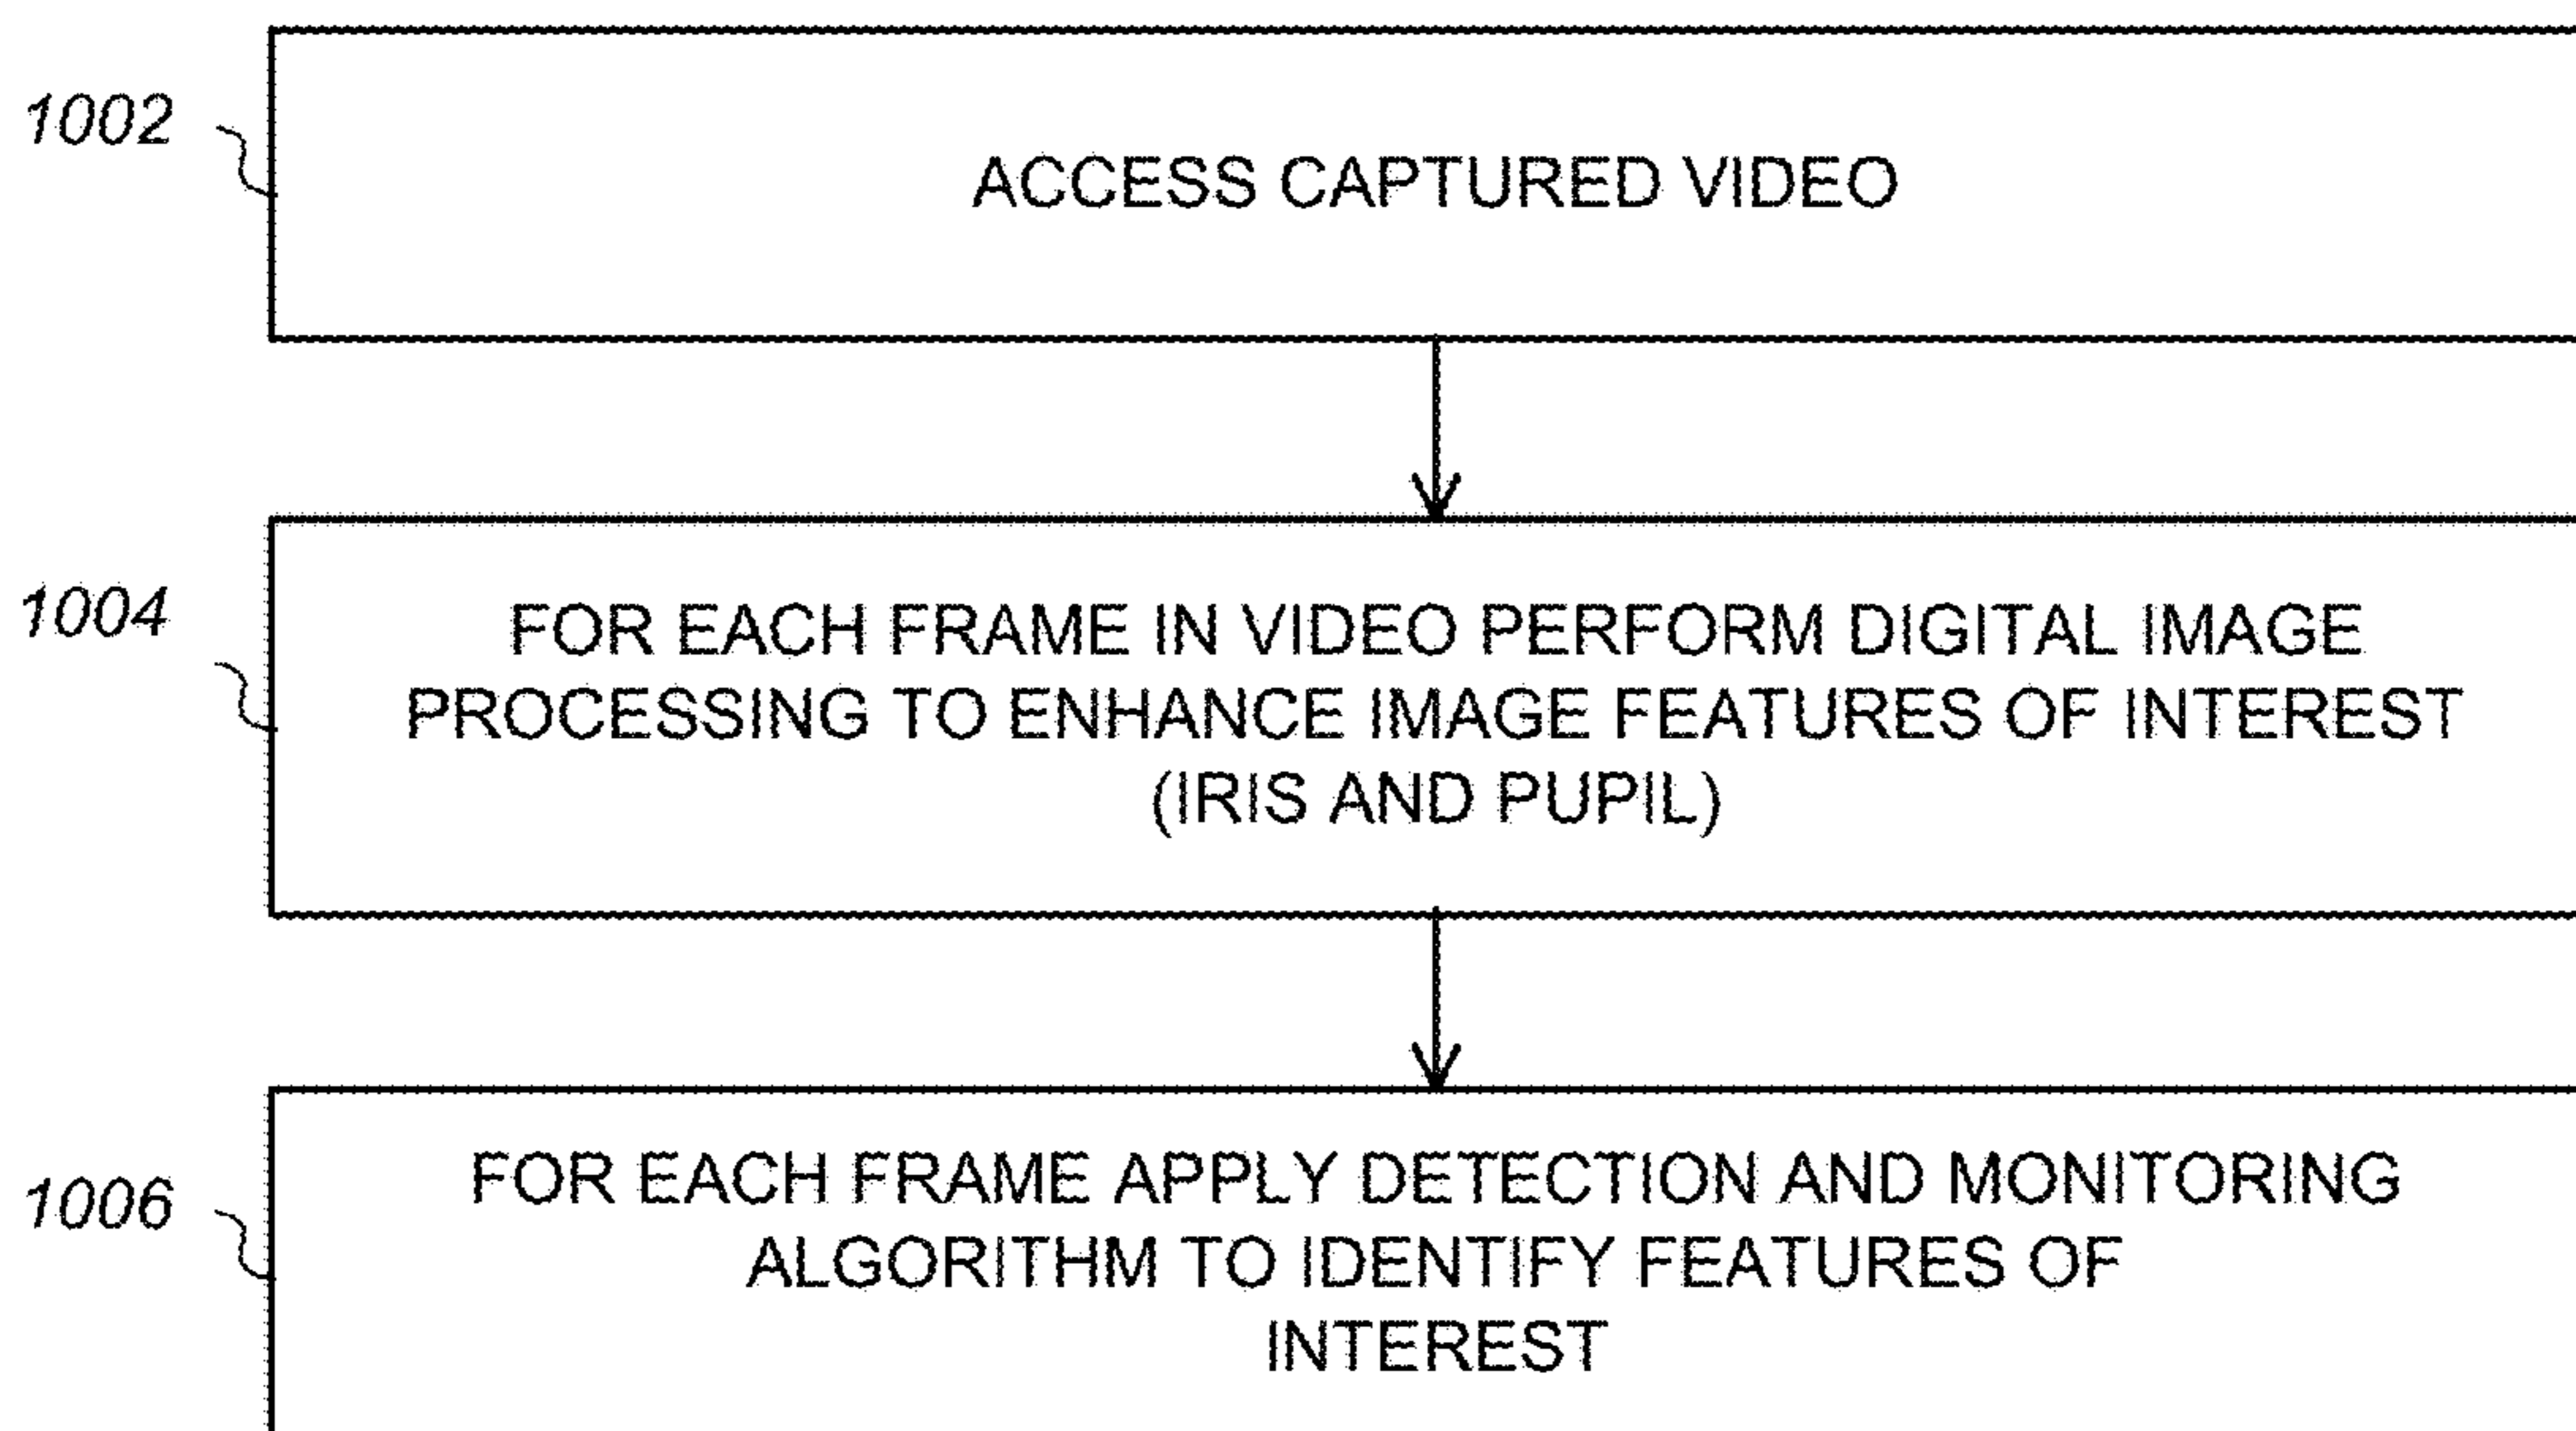 1002
ACCESS CAPTURED VIDEO
1004
FOR EACH FRAME IN VIDEO PERFORM DIGITAL IMAGE
PROCESSING TO ENHANCE IMAGE FEATURES OF INTEREST
(IRIS AND PUPIL)
1006
FOR EACH FRAME APPLY DETECTION AND MONITORING
ALGORITHM TO IDENTIFY FEATURES OF
INTEREST